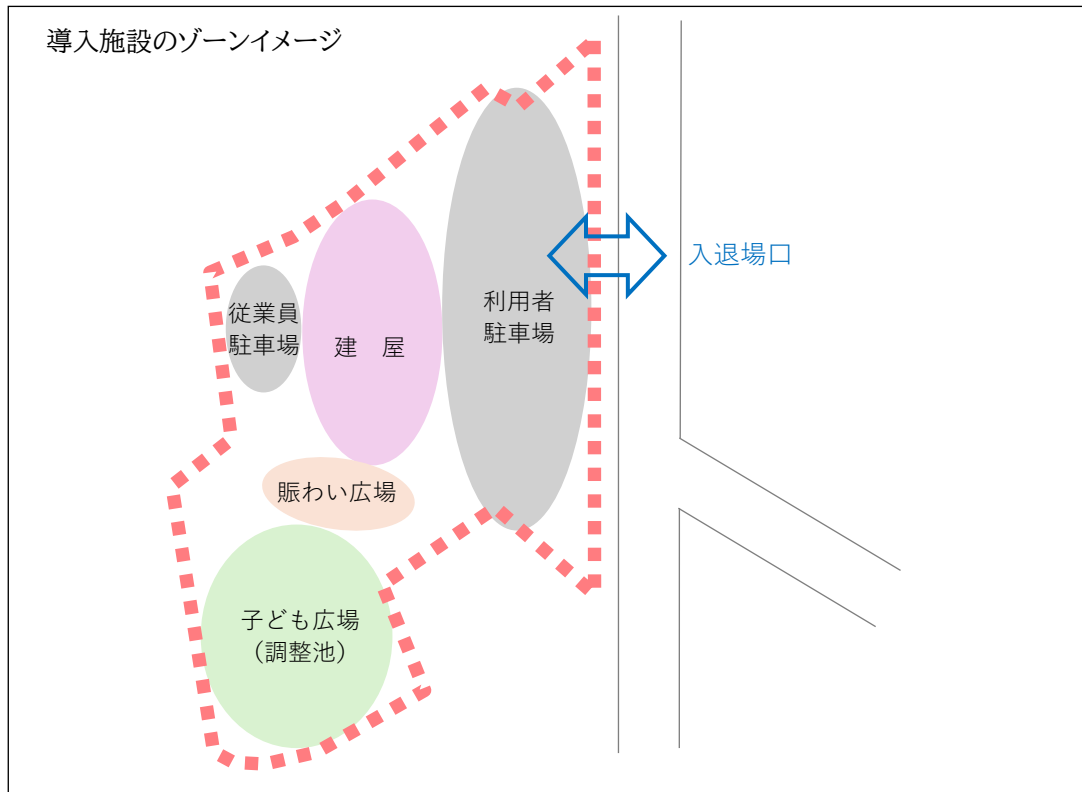 導入施設のゾーンイメージ
入退場口
従業員
駐車場
建　屋
利用者
駐車場
賑わい広場
子ども広場
（調整池）